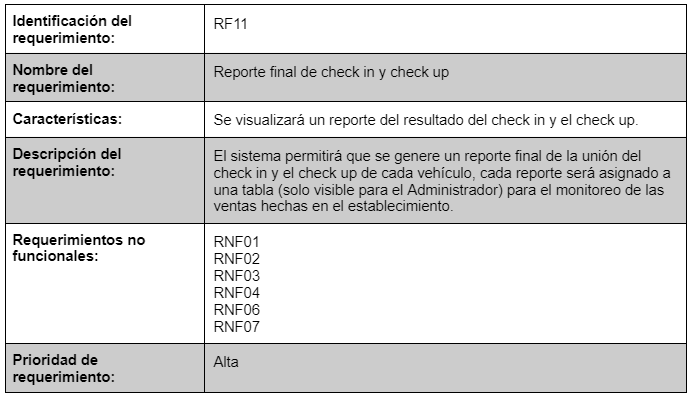 Identificación del
requerimiento:
RF11
Nombre del
requerimiento:
Reporte final de check in y check up
Características:
Se visualizará un reporte del resultado del check in y el check up.
Descripción del
requerimiento:
El sistema permitirá que se genere un reporte final de la unión del
check in y el check up de cada vehículo, cada reporte será asignado a
una tabla (solo visible para el Administrador) para el monitoreo de las
ventas hechas en el establecimiento.
Requerimientos no
funcionales:
RNF01
RNF02
RNF03
RNF04
RNF06
RNF07
Prioridad de
requerimiento:
Alta